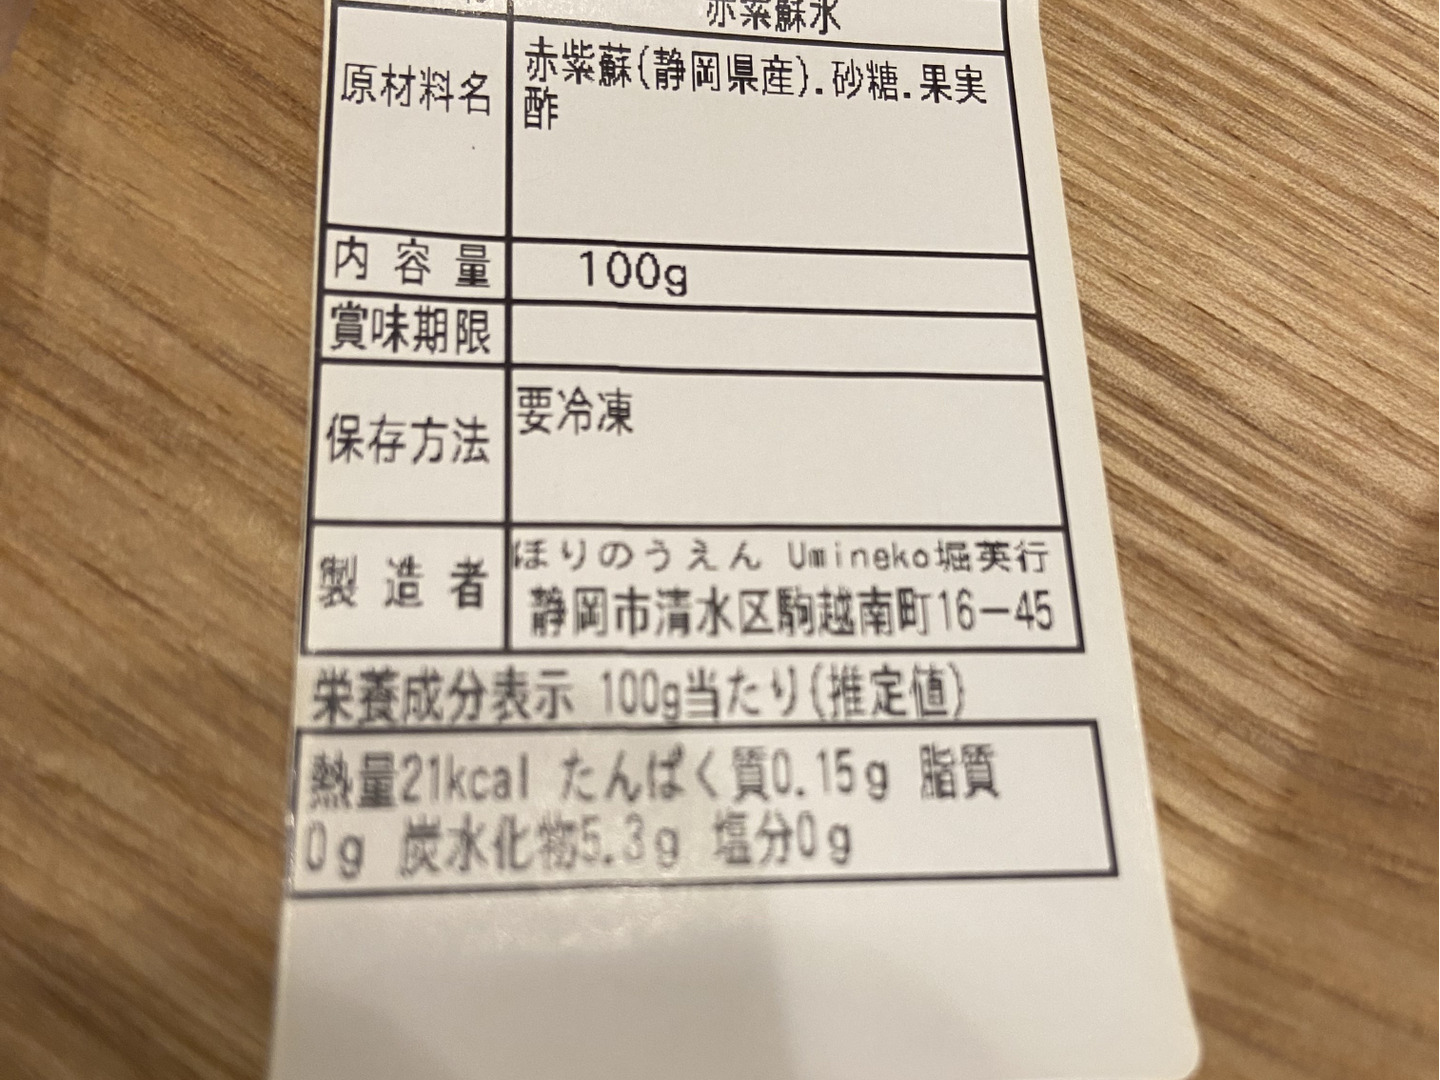 赤紫蘇氷
原材料名
赤紫蘇(静岡県産).砂糖.果実
酢
内容量 100g
賞味期限
保存方法 要冷凍
製造者
ほりのうえん Umineko堀英行
静岡市清水区駒越南町16-45
栄養成分表示 100g当たり(推定値)
熱量21kcal たんぱく質0.15g 脂質
0g 炭水化物5.3g 塩分0g